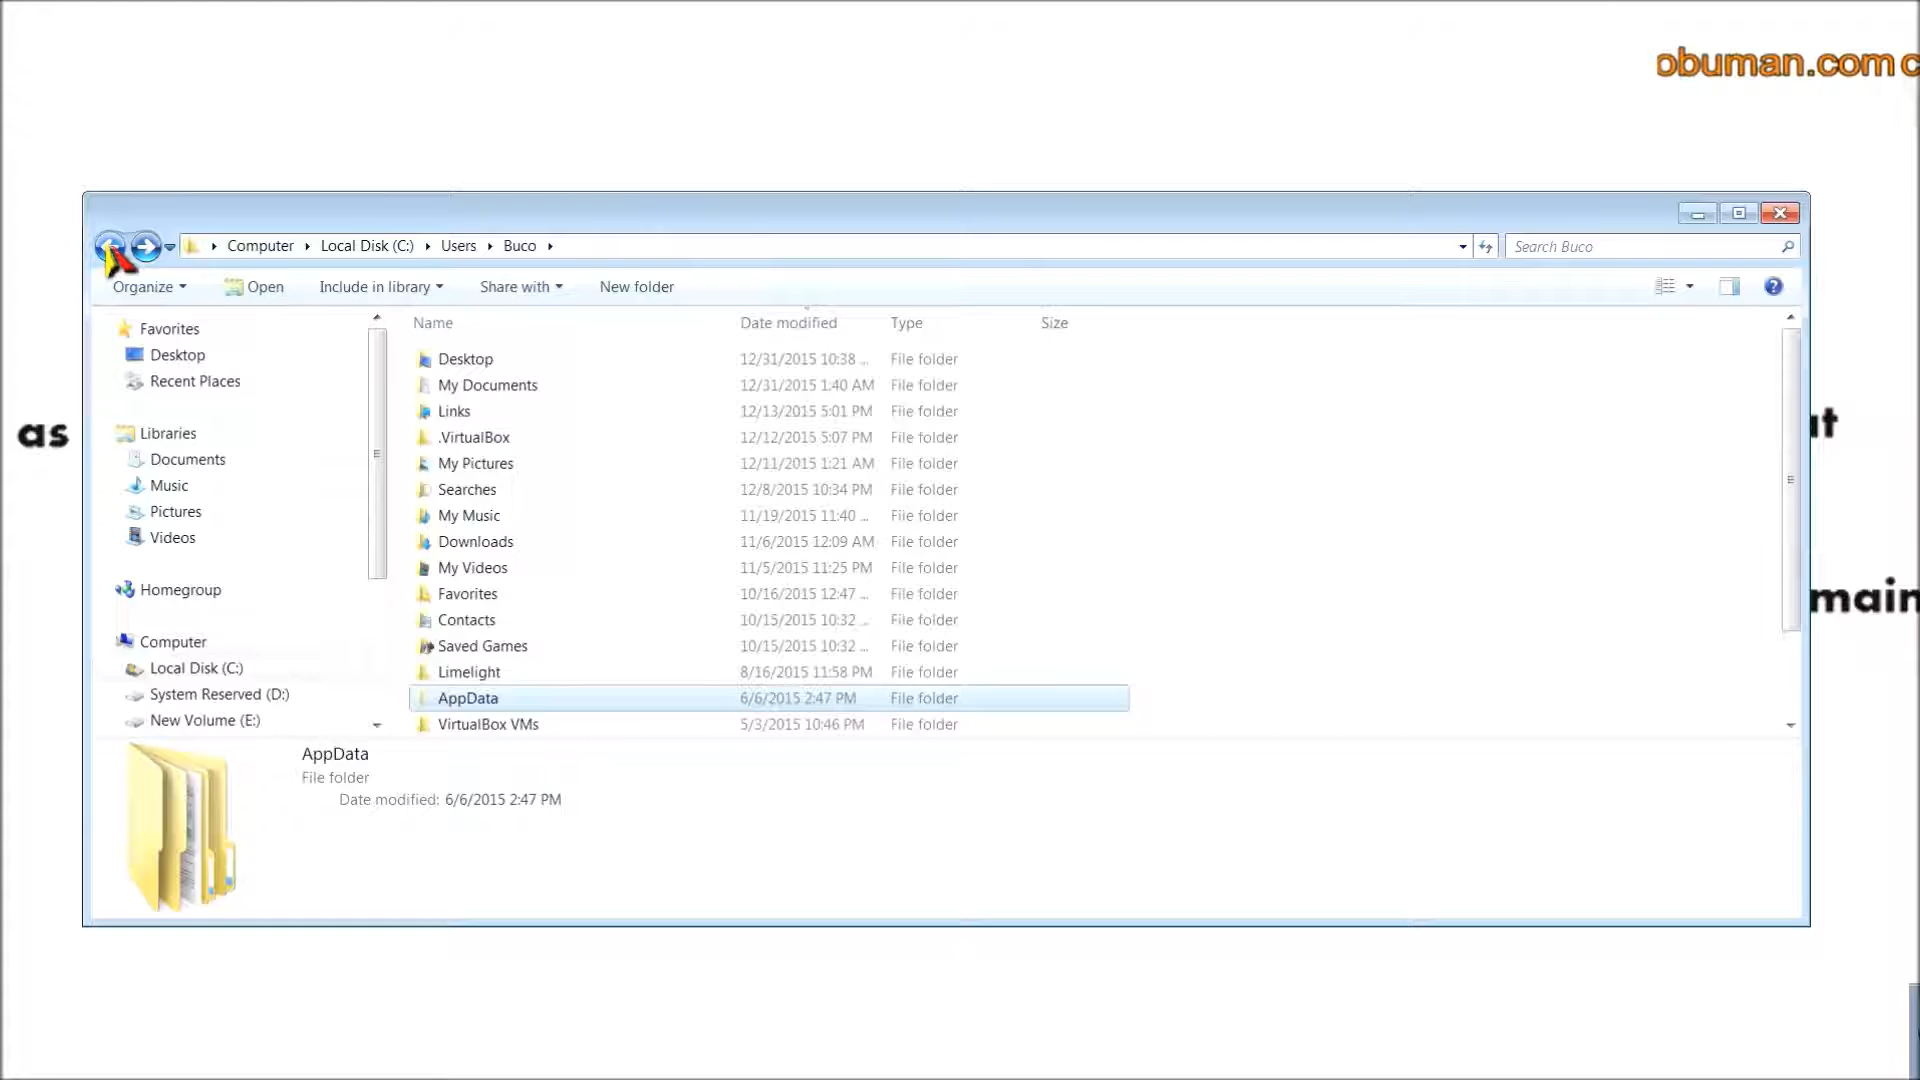 obuman.com
Computer Local Disk (C:) Users Buco
Search Buco
Organize Open Include in library Share with New folder
Name Date modified Type Size
Favorites
Desktop
Recent Places
Libraries
Documents
Music
Pictures
Videos
Homegroup
Computer
Local Disk (C:)
System Reserved (D:)
New Volume (E:)
Desktop 12/31/2015 10:38 ... File folder
My Documents 12/31/2015 1:40 AM File folder
Links 12/13/2015 5:01 PM File folder
.VirtualBox 12/12/2015 5:07 PM File folder
My Pictures 12/11/2015 1:21 AM File folder
Searches 12/8/2015 10:34 PM File folder
My Music 11/19/2015 11:40 ... File folder
Downloads 11/6/2015 12:09 AM File folder
My Videos 11/5/2015 11:25 PM File folder
Favorites 10/16/2015 12:47 ... File folder
Contacts 10/15/2015 10:32 ... File folder
Saved Games 10/15/2015 10:32 ... File folder
Limelight 8/16/2015 11:58 PM File folder
AppData 6/6/2015 2:47 PM File folder
VirtualBox VMs 5/3/2015 10:46 PM File folder
AppData
File folder
Date modified: 6/6/2015 2:47 PM
as
main